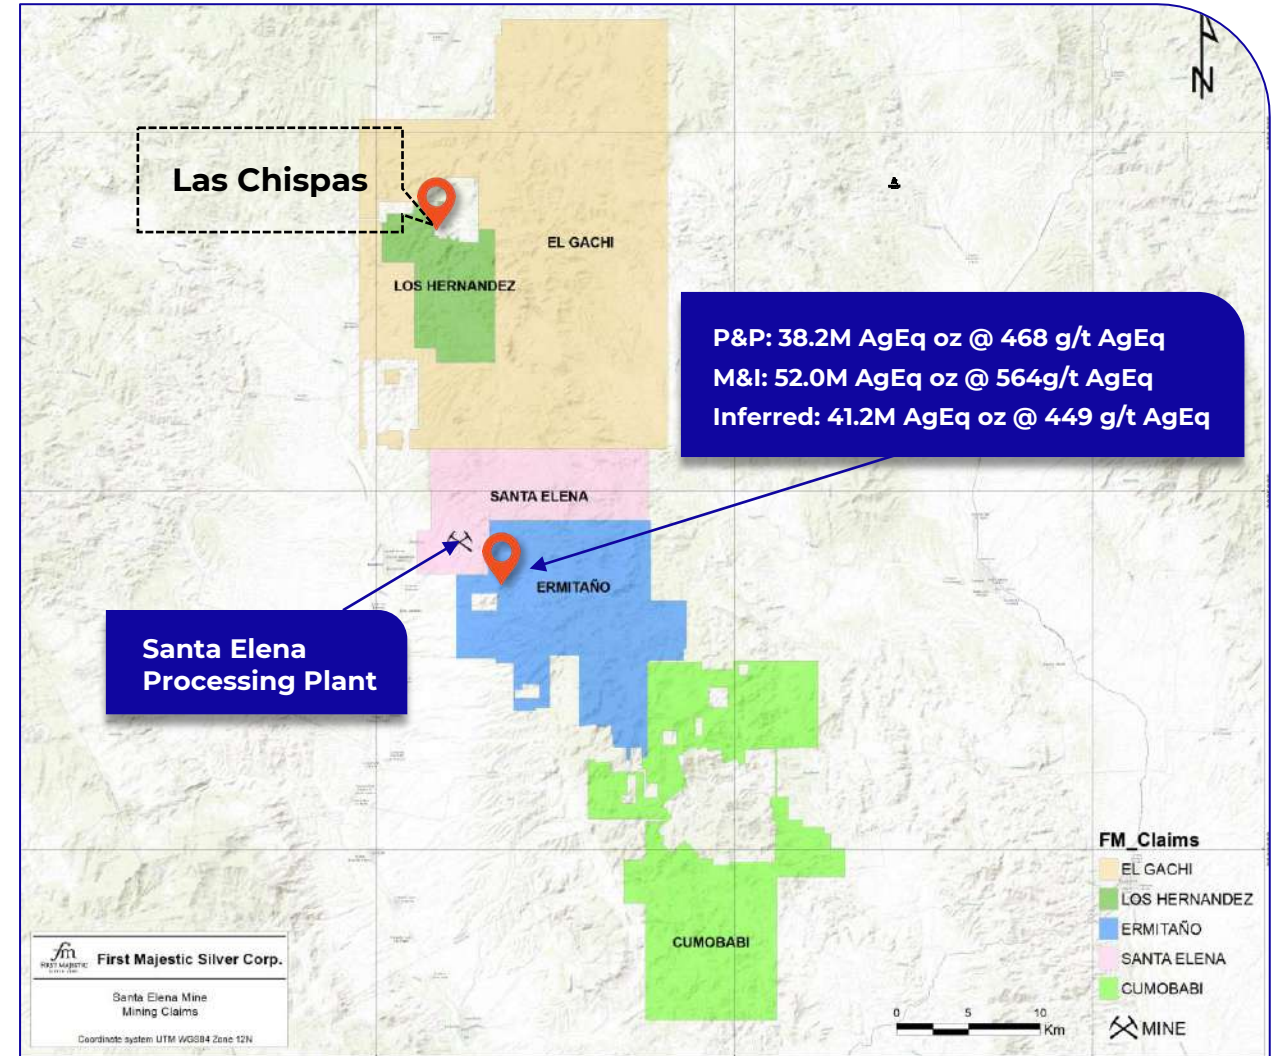 N
Las Chispas
EL GACHI
LOS HERNANDEZ
P&P: 38.2M AgEq oz @ 468 g/t AgEq
M&I: 52.0M AgEq oz @ 564g/t AgEq
Inferred: 41.2M AgEq oz @ 449 g/t AgEq
SANTA ELENA
ERMITAÑO
Santa Elena
Processing Plant
CUMOBABI
FM_Claims
EL GACHI
LOS HERNANDEZ
ERMITAÑO
SANTA ELENA
CUMOBABI
MINE
0 5 10
Km
fm
FIRST MAJESTIC
First Majestic Silver Corp.
Santa Elena Mine
Mining Claims
Coordinate system UTM WGS84 Zone 12N